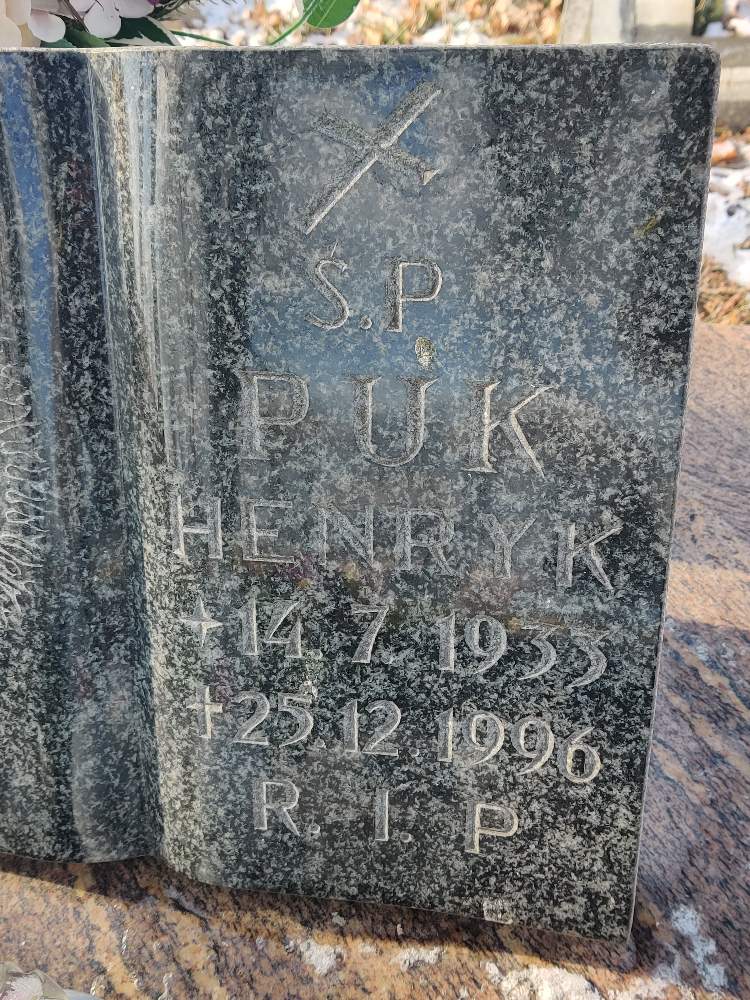 Ś.P.
PUK
HENRYK
14.7.1933
†25.12.1996
R.I.P